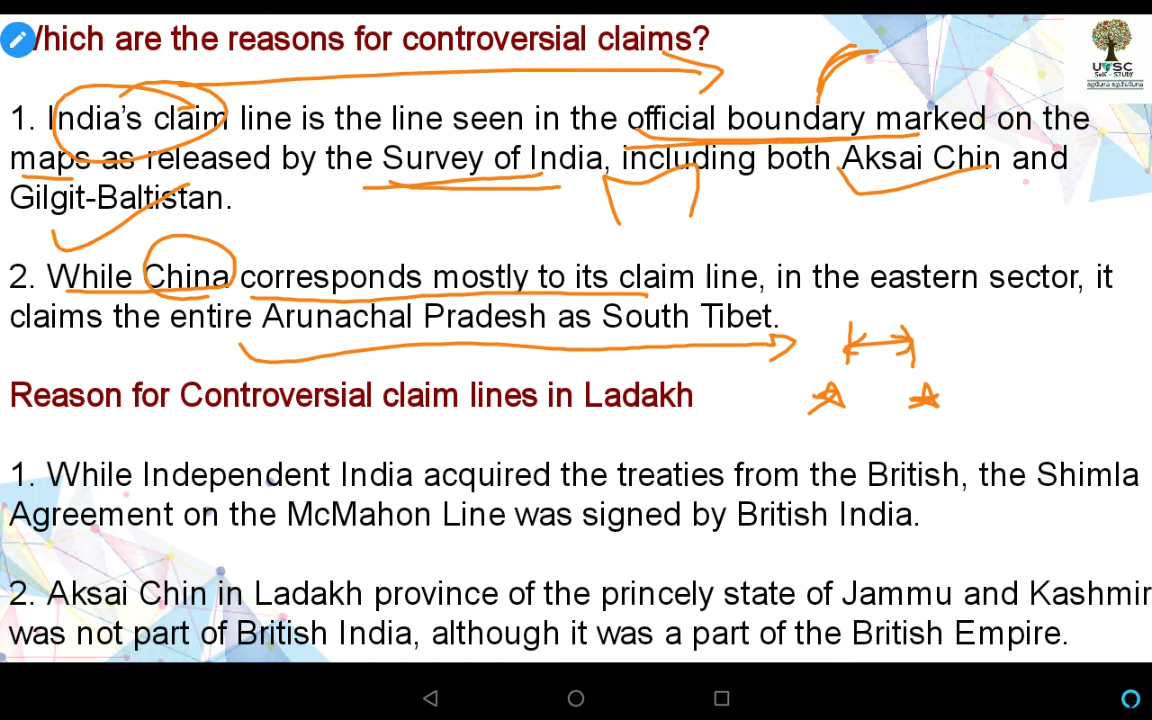 Which are the reasons for controversial claims?
UPSC
SELF - STUDY
1. India's claim line is the line seen in the official boundary marked on the
maps as released by the Survey of India, including both Aksai Chin and
Gilgit-Baltistan.
2. While China corresponds mostly to its claim line, in the eastern sector, it
claims the entire Arunachal Pradesh as South Tibet.
Reason for Controversial claim lines in Ladakh
1. While Independent India acquired the treaties from the British, the Shimla
Agreement on the McMahon Line was signed by British India.
2. Aksai Chin in Ladakh province of the princely state of Jammu and Kashmir
was not part of British India, although it was a part of the British Empire.